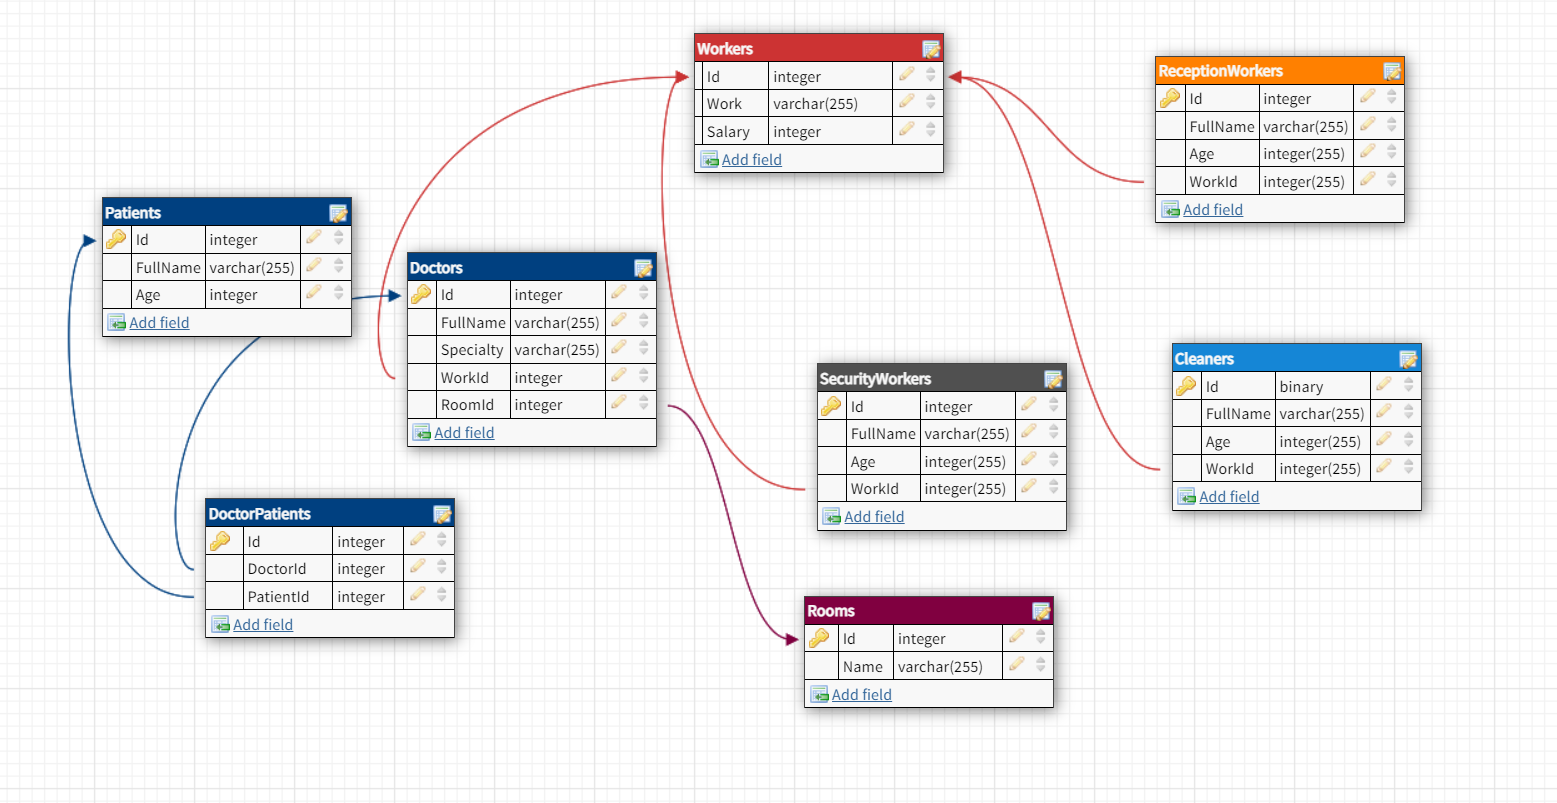 Workers
Id integer
Work varchar(255)
Salary integer
Add field
ReceptionWorkers
Id integer
FullName varchar(255)
Age integer(255)
WorkId integer(255)
Add field
Patients
Id integer
FullName varchar(255)
Age integer
Add field
Doctors
Id integer
FullName varchar(255)
Specialty varchar(255)
WorkId integer
RoomId integer
Add field
SecurityWorkers
Id integer
FullName varchar(255)
Age integer(255)
WorkId integer(255)
Add field
Cleaners
Id binary
FullName varchar(255)
Age integer(255)
WorkId integer(255)
Add field
DoctorPatients
Id integer
DoctorId integer
PatientId integer
Add field
Rooms
Id integer
Name varchar(255)
Add field